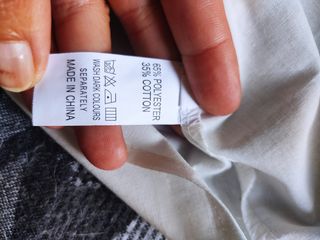 65% POLYESTER
35% COTTON
WASH DARK COLOURS
SEPARATELY
MADE IN CHINA